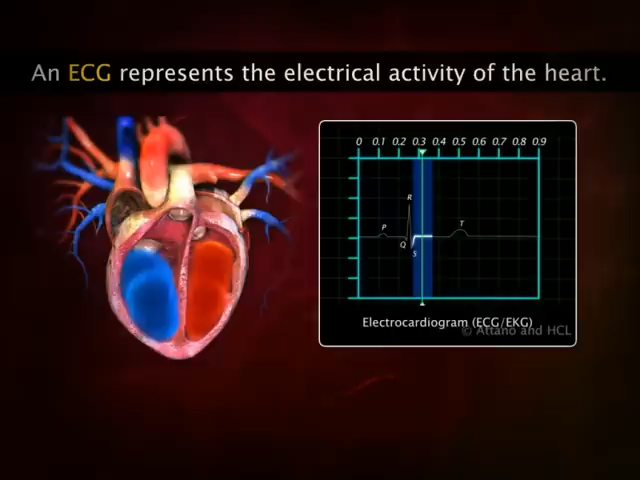 An ECG represents the electrical activity of the heart.
0 0.1 0.2 0.3 0.4 0.5 0.6 0.7 0.8 0.9
R
P
T
Q
S
Electrocardiogram (ECG/EKG)
© Attano and HCL